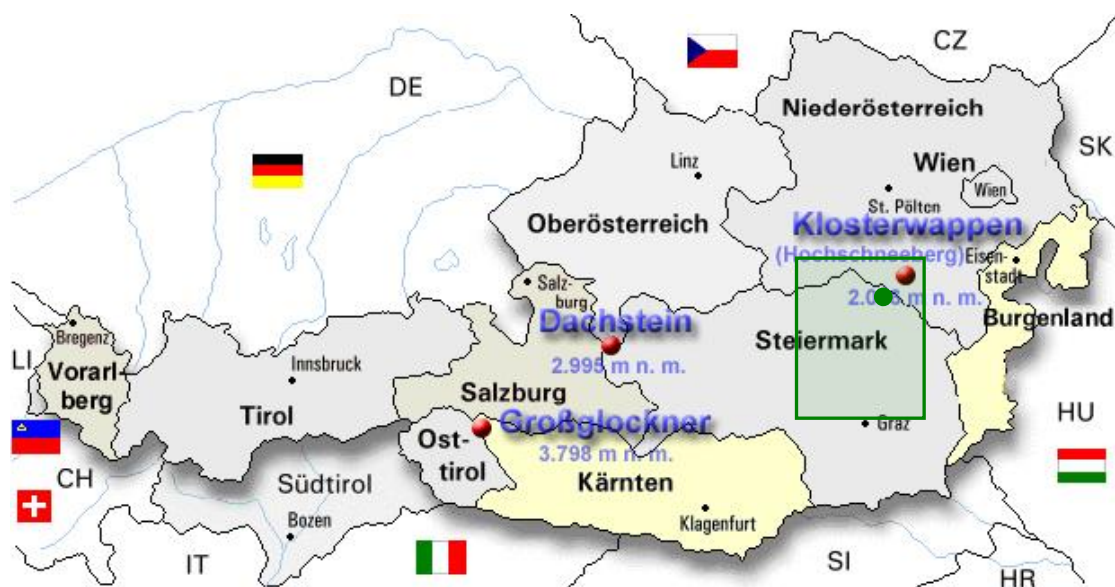 CZ
DE
Niederösterreich
SK
Linz
Wien
Wien
St. Pölten
Oberösterreich
Klosterwappen
(Hochschneeberg)
Eisen-
stadt
Salz-
burg
2.0 m n. m.
Dachstein
Burgenland
Bregenz
Steiermark
LI
Innsbruck
2.995 m n. m.
Vorarl-
berg
Salzburg
Tirol
Großglockner
Graz
HU
Ost-
tirol
3.798 m n. m.
CH
Südtirol
Kärnten
Bozen
Klagenfurt
IT
SI
HR